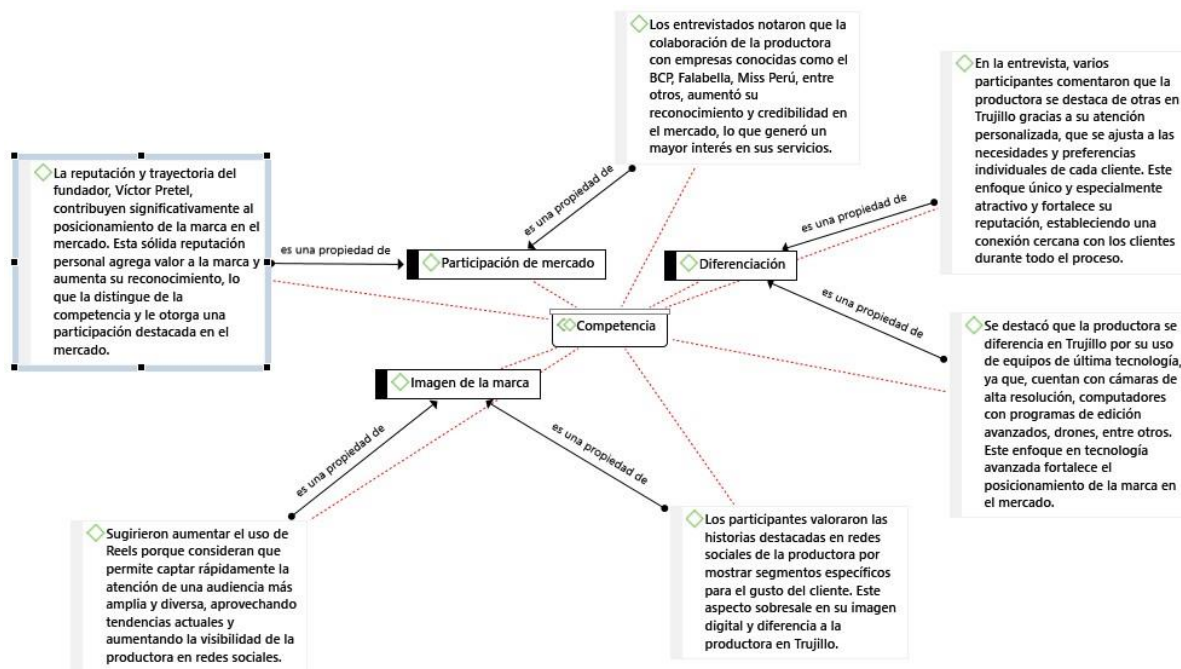 Los entrevistados notaron que la
colaboración de la productora
con empresas conocidas como el
BCP, Falabella, Miss Perú, entre
otros, aumentó su
reconocimiento y credibilidad en
el mercado, lo que generó un
mayor interés en sus servicios.
En la entrevista, varios
participantes comentaron que la
productora se destaca de otras en
Trujillo gracias a su atención
personalizada, que se ajusta a las
necesidades y preferencias
individuales de cada cliente. Este
enfoque único y especialmente
atractivo y fortalece su
reputación, estableciendo una
conexión cercana con los clientes
durante todo el proceso.
La reputación y trayectoria del
fundador, Víctor Pretel,
contribuyen significativamente al
posicionamiento de la marca en el
mercado. Esta sólida reputación
personal agrega valor a la marca y
aumenta su reconocimiento, lo
que la distingue de la
competencia y le otorga una
participación destacada en el
mercado.
es una propiedad de
es una propiedad de
es una propiedad de
Participación de mercado
Diferenciación
es una propiedad de
Competencia
Se destacó que la productora se
diferencia en Trujillo por su uso
de equipos de última tecnología,
ya que, cuentan con cámaras de
alta resolución, computadores
con programas de edición
avanzados, drones, entre otros.
Este enfoque en tecnología
avanzada fortalece el
posicionamiento de la marca en
el mercado.
Imagen de la marca
es una propiedad de
es una propiedad de
Sugirieron aumentar el uso de
Reels porque consideran que
permite captar rápidamente la
atención de una audiencia más
amplia y diversa, aprovechando
tendencias actuales y
aumentando la visibilidad de la
productora en redes sociales.
Los participantes valoraron las
historias destacadas en redes
sociales de la productora por
mostrar segmentos específicos
para el gusto del cliente. Este
aspecto sobresale en su imagen
digital y diferencia a la
productora en Trujillo.